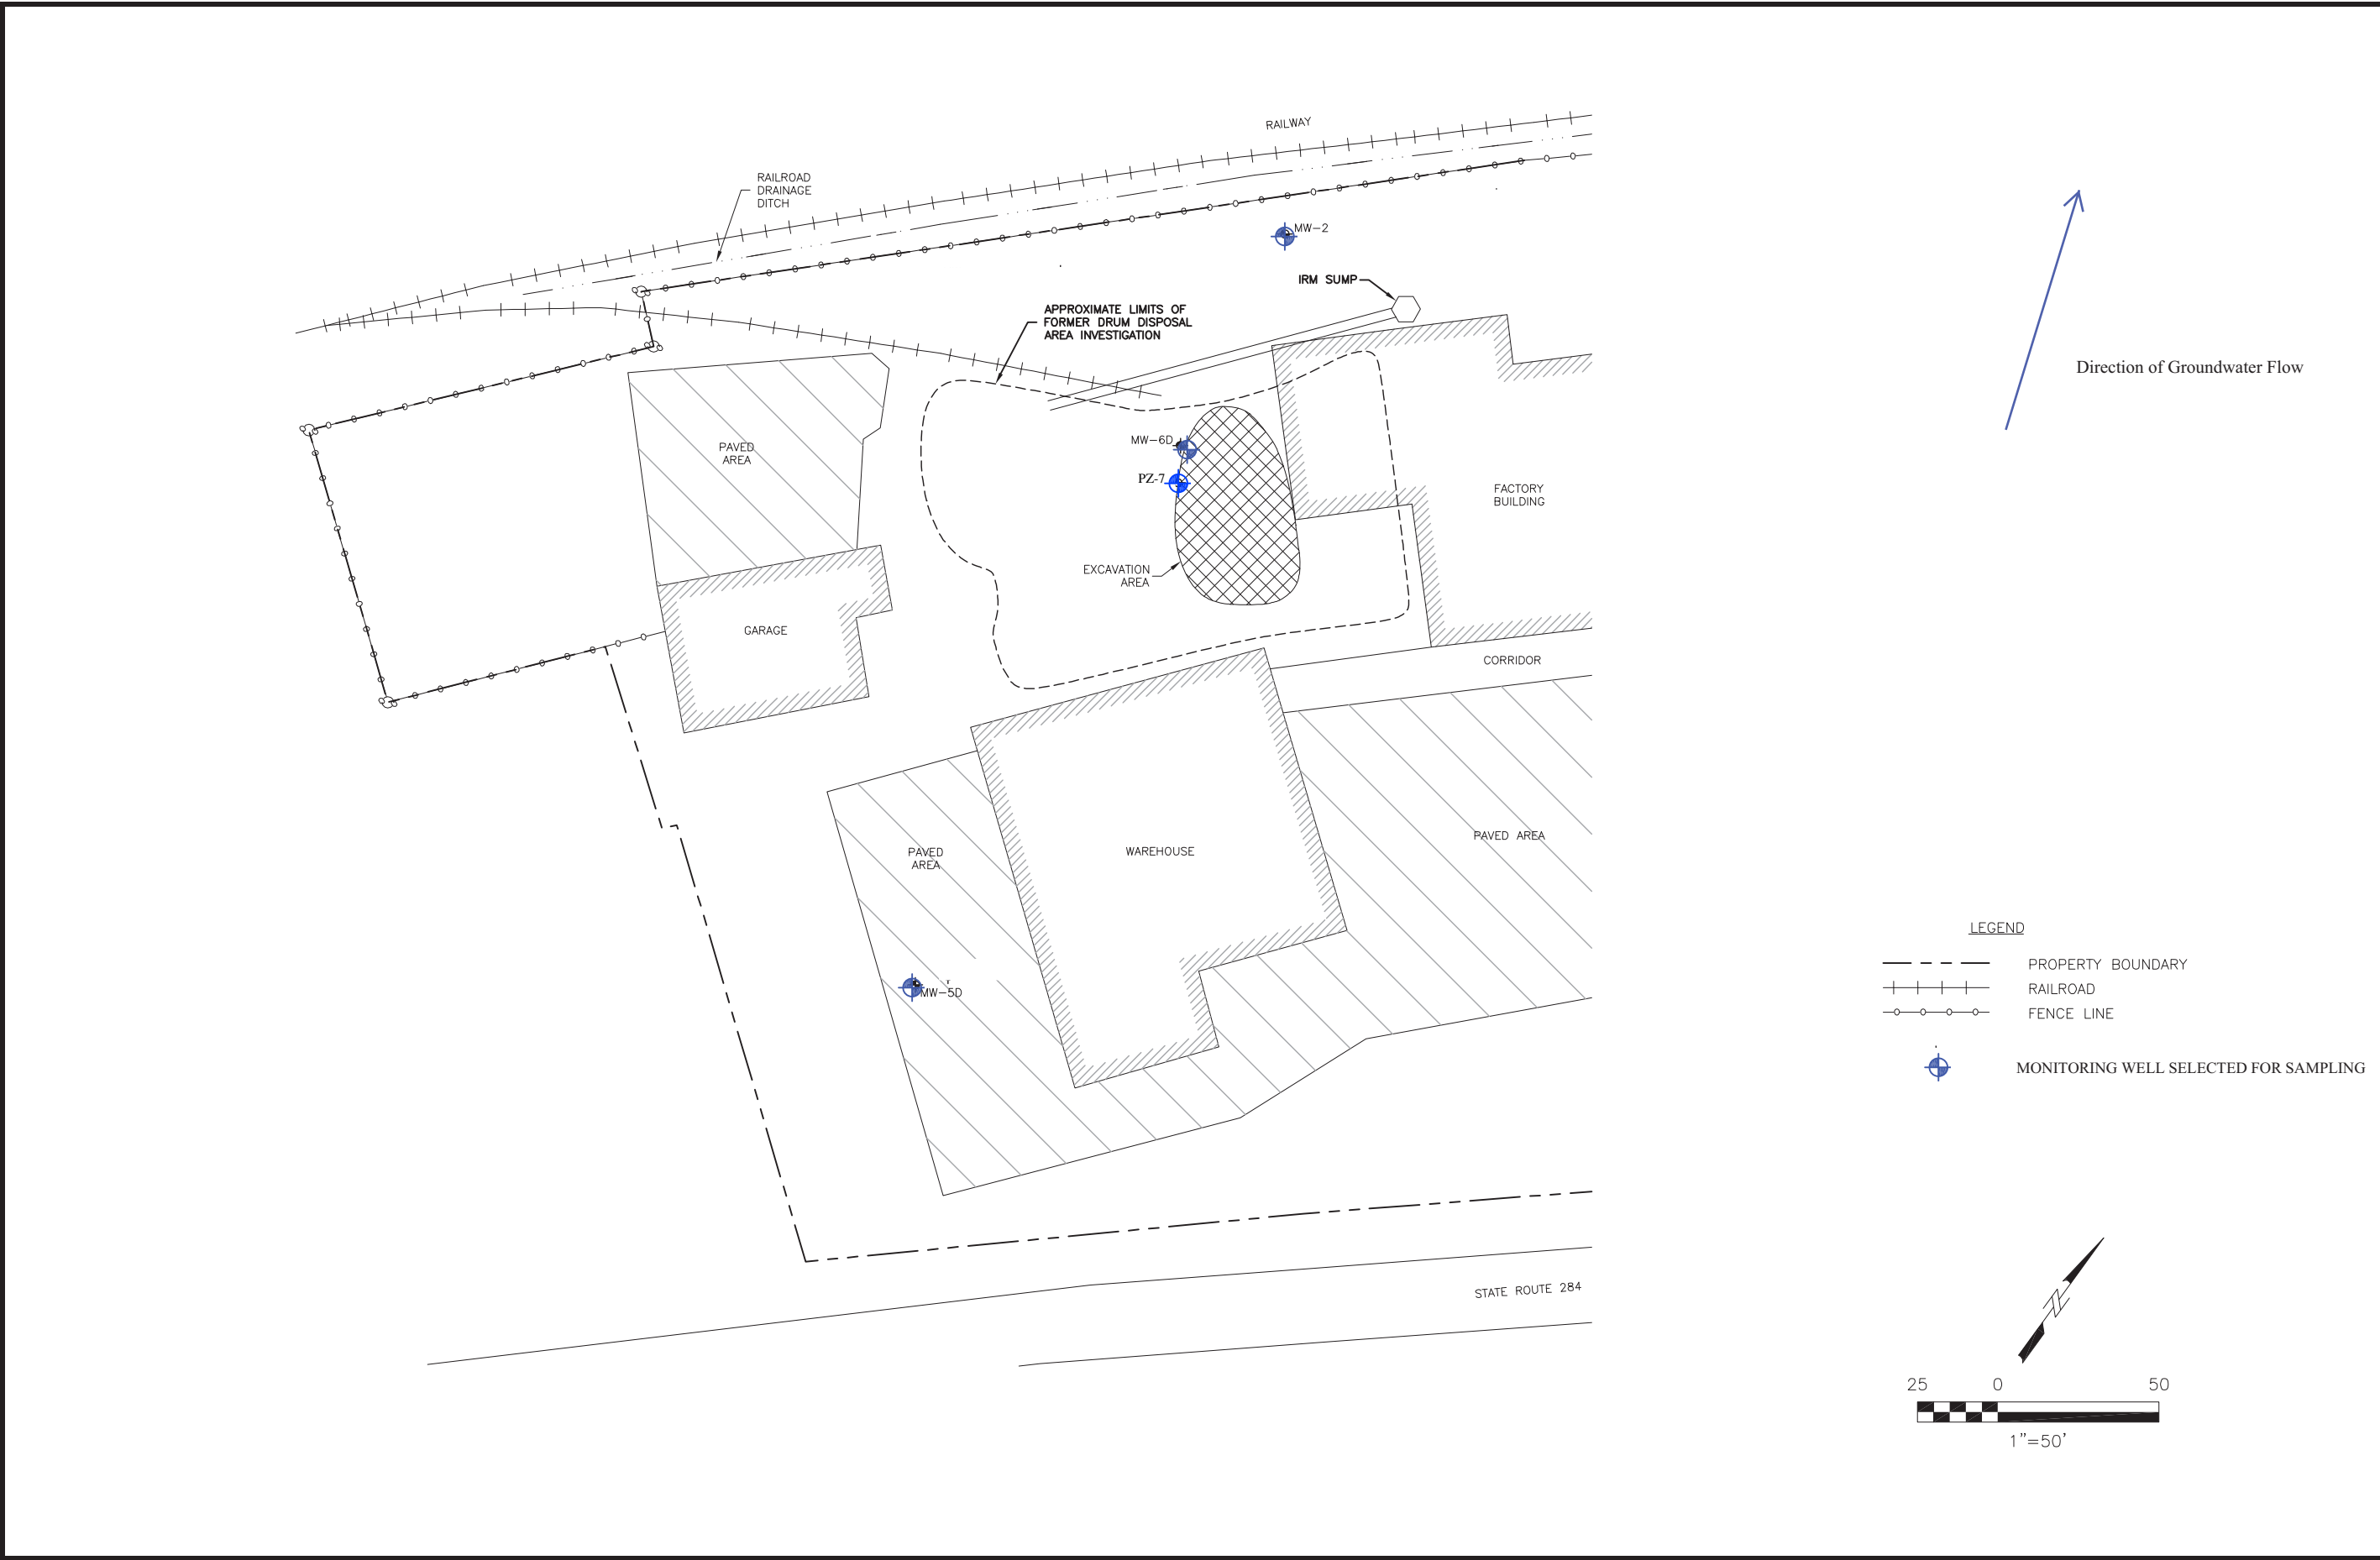 RAILWAY
RAILROAD
DRAINAGE
DITCH
MW-2
IRM SUMP
APPROXIMATE LIMITS OF
FORMER DRUM DISPOSAL
AREA INVESTIGATION
Direction of Groundwater Flow
MW-6D
PAVED
AREA
PZ-7
FACTORY
BUILDING
EXCAVATION
AREA
GARAGE
CORRIDOR
PAVED AREA
PAVED
AREA
WAREHOUSE
MW-5D
LEGEND
PROPERTY BOUNDARY
RAILROAD
FENCE LINE
MONITORING WELL SELECTED FOR SAMPLING
STATE ROUTE 284
N
25 0 50
1"=50'